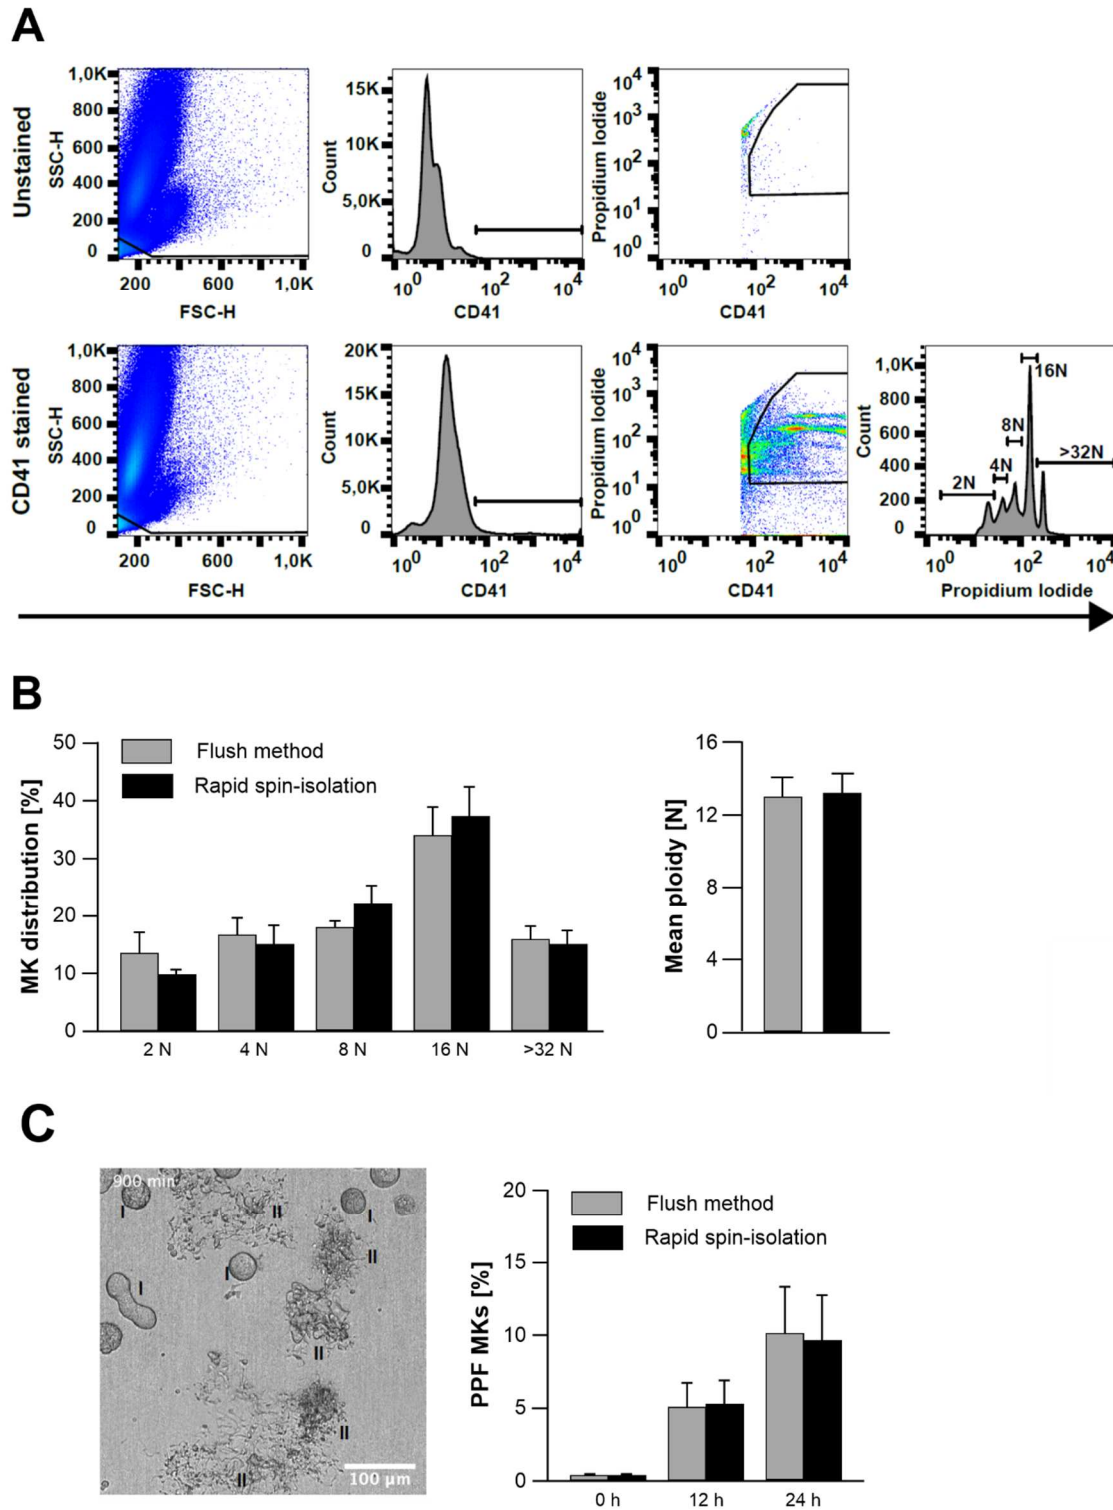 A
Unstained
SSC-H
1,0K
800
600
400
200
0
200 600 1,0K
FSC-H
Count
15K
10K
5,0K
0
10^0 10^2 10^4
CD41
Propidium Iodide
10^4
10^3
10^2
10^1
10^0
10^0 10^2 10^4
CD41
CD41 stained
SSC-H
1,0K
800
600
400
200
0
200 600 1,0K
FSC-H
Count
20K
15K
10K
5,0K
0
10^0 10^2 10^4
CD41
Propidium Iodide
10^4
10^3
10^2
10^1
10^0
10^0 10^2 10^4
CD41
Count
1,0K
800
600
400
200
0
2N
4N
8N
16N
>32N
10^0 10^2 10^4
Propidium Iodide
B
MK distribution [%]
50
40
30
20
10
0
Flush method
Rapid spin-isolation
2 N 4 N 8 N 16 N >32 N
Mean ploidy [N]
16
12
8
4
0
C
900 min
I
II
I
II
I
I
II
II
II
100 µm
PPF MKs [%]
20
15
10
5
0
Flush method
Rapid spin-isolation
0 h 12 h 24 h